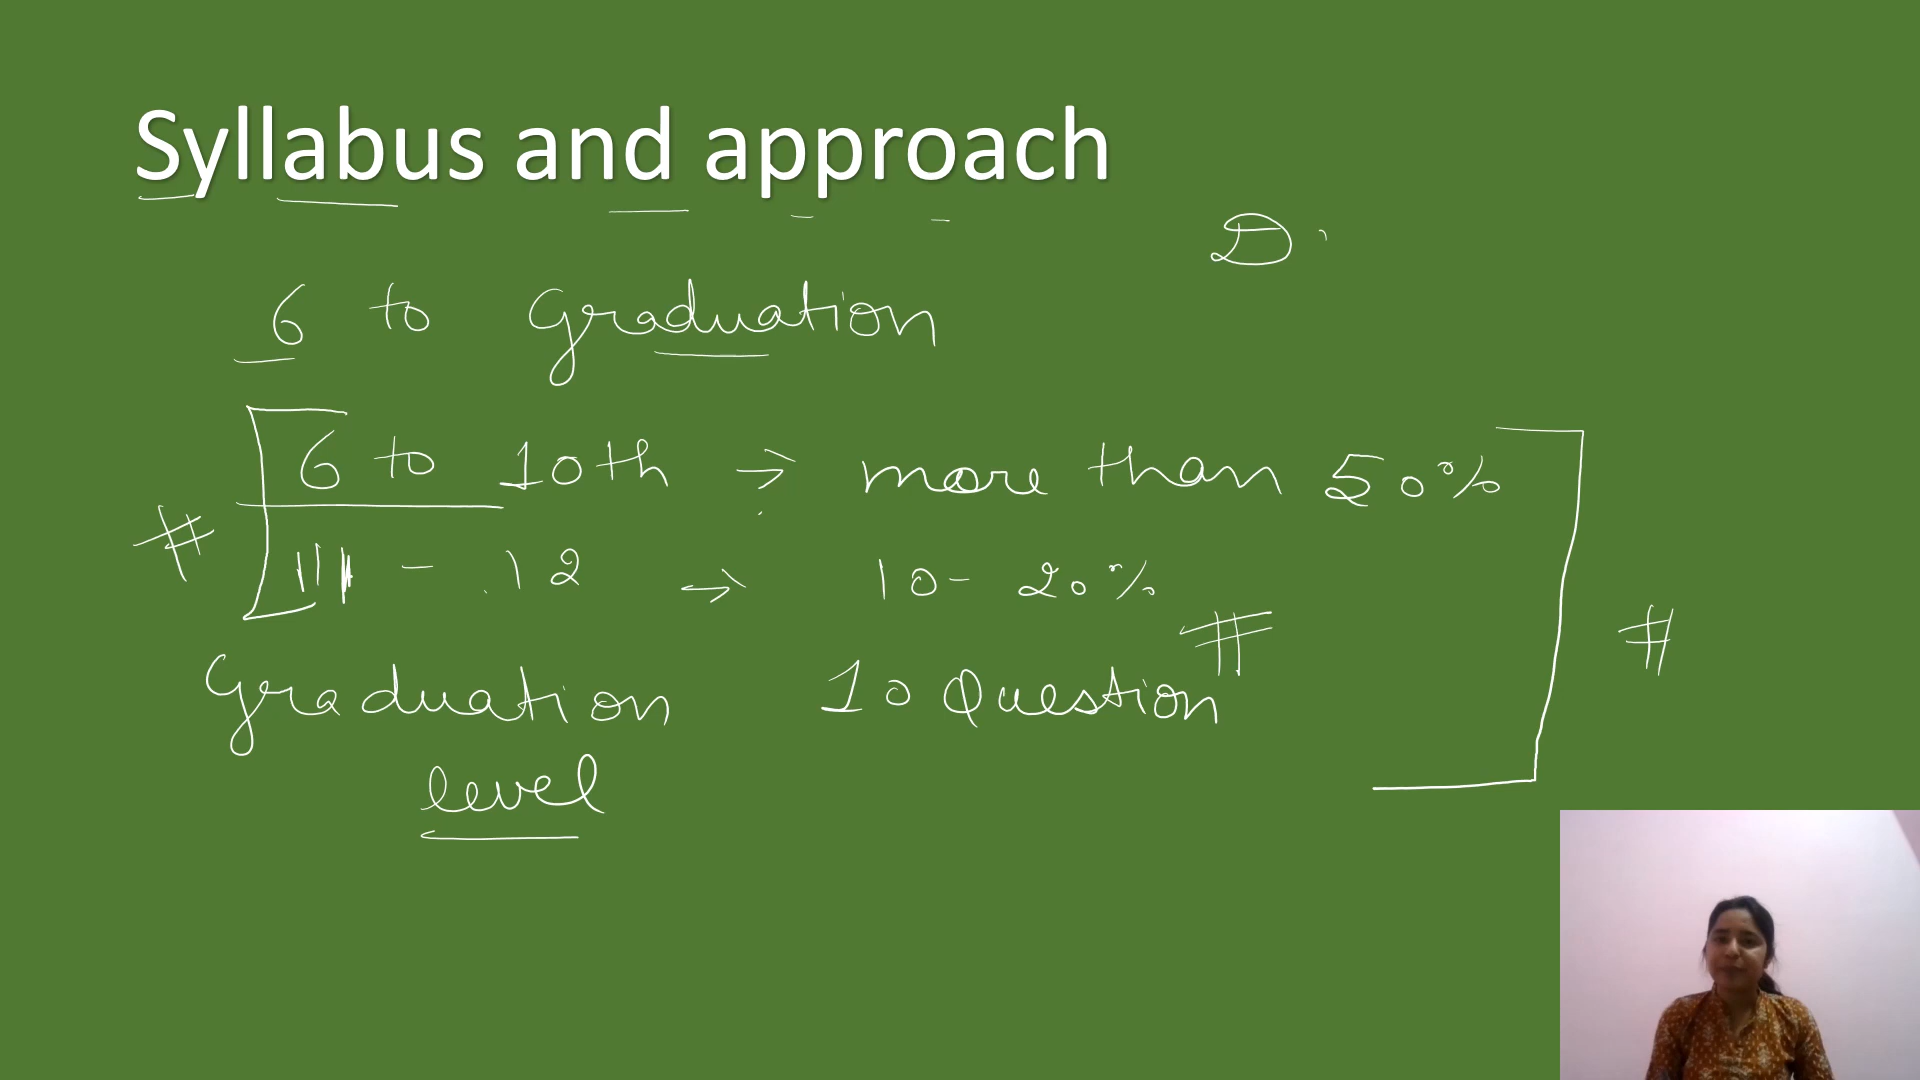 Syllabus and approach
D
6 to Graduation
6 to 10th → more than 50%
11 - 12 → 10-20%
Graduation 10 Question
level